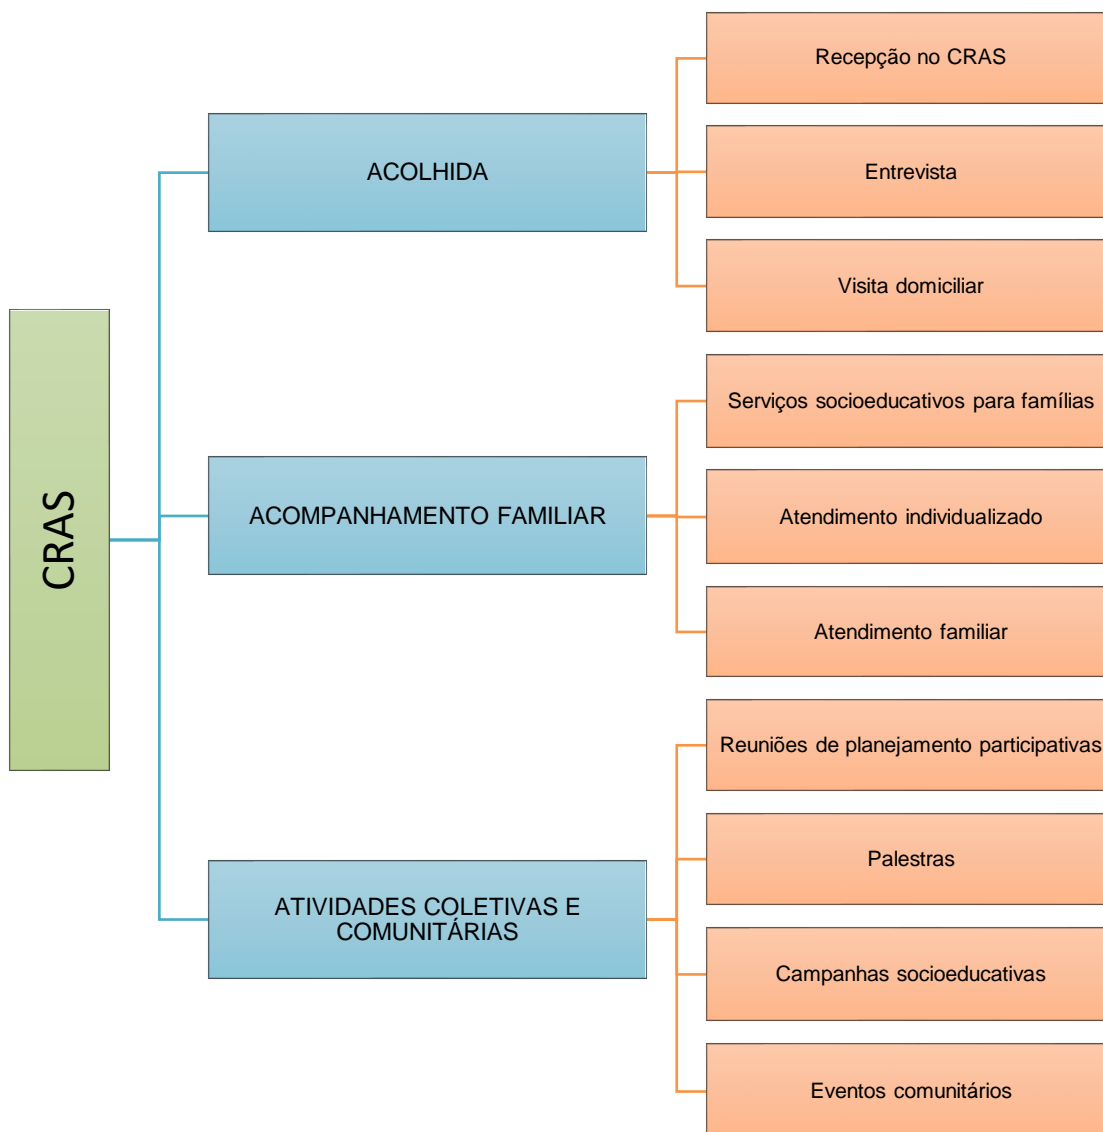 CRAS
ACOLHIDA
Recepção no CRAS
Entrevista
Visita domiciliar
ACOMPANHAMENTO FAMILIAR
Serviços socioeducativos para famílias
Atendimento individualizado
Atendimento familiar
ATIVIDADES COLETIVAS E
COMUNITÁRIAS
Reuniões de planejamento participativas
Palestras
Campanhas socioeducativas
Eventos comunitários